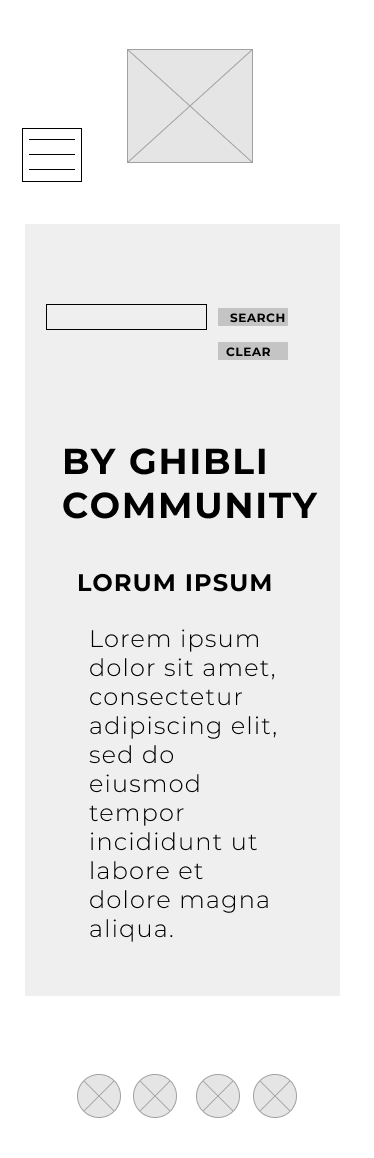 SEARCH
CLEAR
BY GHIBLI
COMMUNITY
LORUM IPSUM
Lorem ipsum
dolor sit amet,
consectetur
adipiscing elit,
sed do
eiusmod
tempor
incididunt ut
labore et
dolore magna
aliqua.